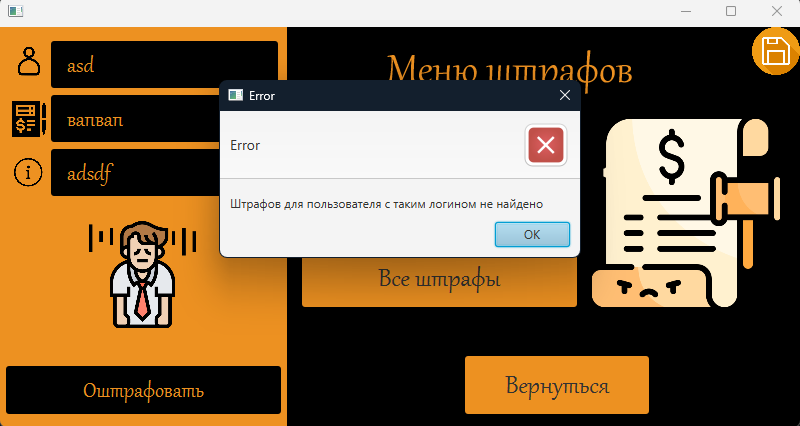 asd
вапвап
adsdf
Оштрафовать
Меню штрафов
Error
Error
Штрафов для пользователя с таким логином не найдено
OK
Все штрафы
Вернуться